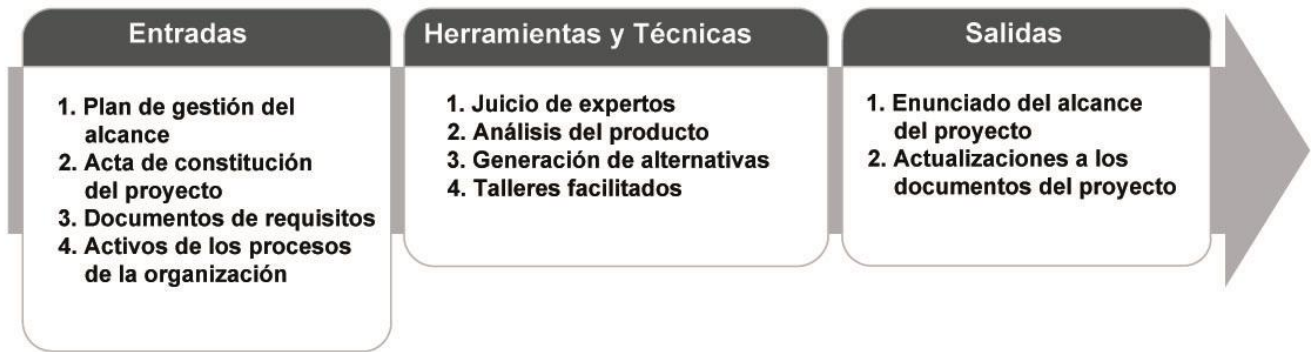 Entradas
1. Plan de gestión del
alcance
2. Acta de constitución
del proyecto
3. Documentos de requisitos
4. Activos de los procesos
de la organización
Herramientas y Técnicas
1. Juicio de expertos
2. Análisis del producto
3. Generación de alternativas
4. Talleres facilitados
Salidas
1. Enunciado del alcance
del proyecto
2. Actualizaciones a los
documentos del proyecto